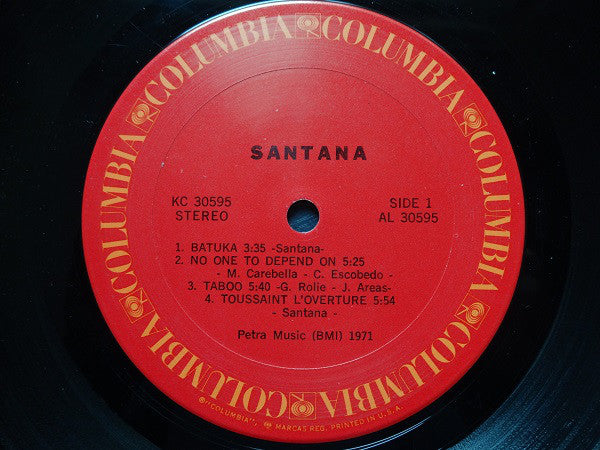 COLUMBIA COLUMBIA COLUMBIA COLUMBIA COLUMBIA COLUMBIA
SANTANA
KC 30595
STEREO
SIDE 1
AL 30595
1. BATUKA 3:35 -Santana-
2. NO ONE TO DEPEND ON 5:25
- M. Carebella - C. Escobedo -
3. TABOO 5:40 -G. Rolie - J. Areas-
4. TOUSSAINT L'OVERTURE 5:54
- Santana -
Petra Music (BMI) 1971
®"COLUMBIA", MARCAS REG. PRINTED IN U.S.A.